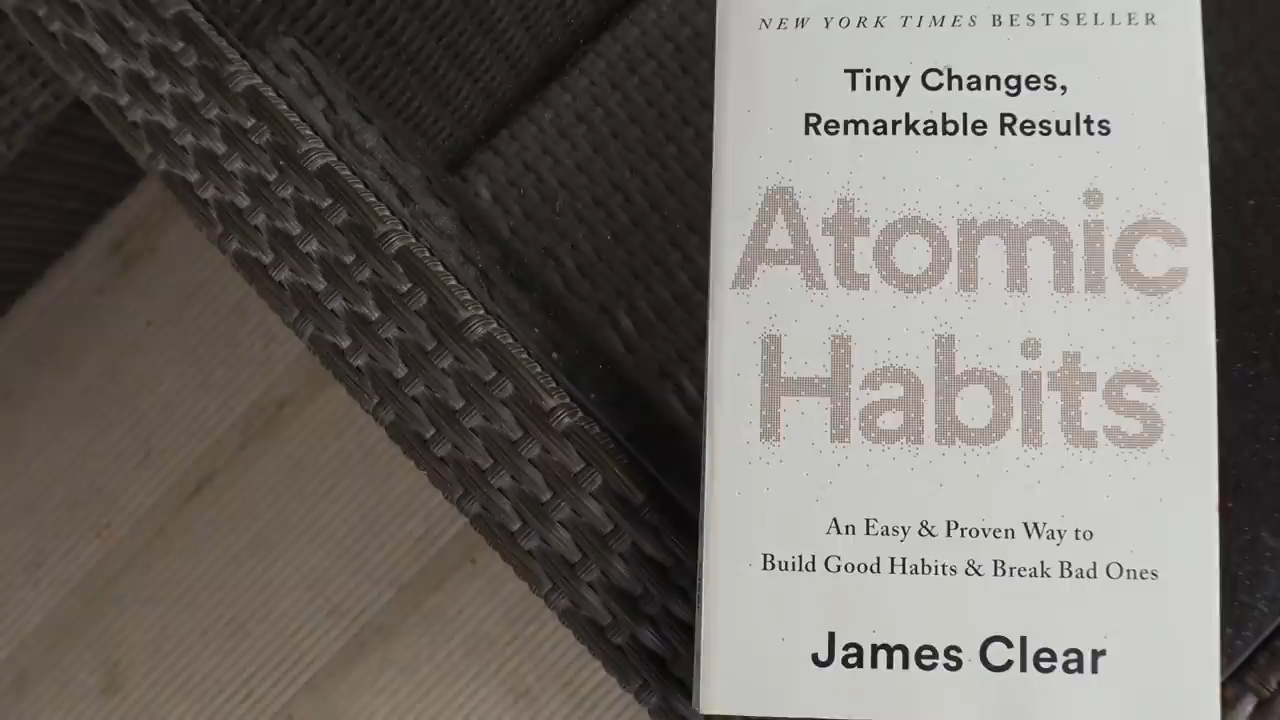 NEW YORK TIMES BESTSELLER
Tiny Changes,
Remarkable Results
Atomic
Habits
An Easy & Proven Way to
Build Good Habits & Break Bad Ones
James Clear